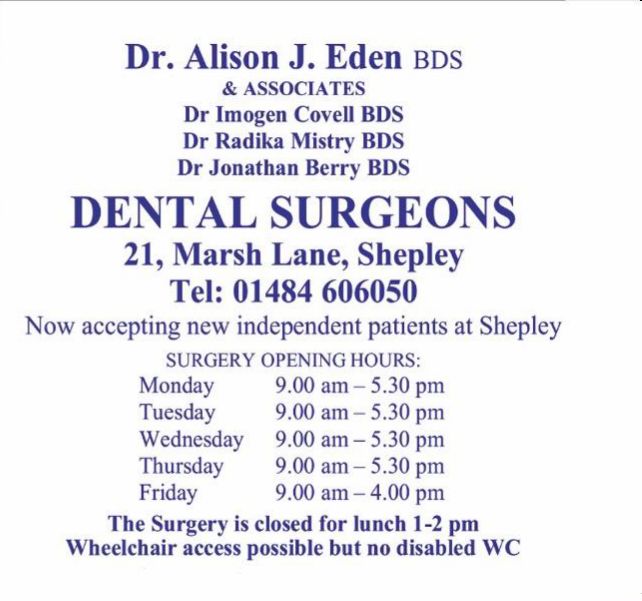 Dr. Alison J. Eden BDS
& ASSOCIATES
Dr Imogen Covell BDS
Dr Radika Mistry BDS
Dr Jonathan Berry BDS
DENTAL SURGEONS
21, Marsh Lane, Shepley
Tel: 01484 606050
Now accepting new independent patients at Shepley
SURGERY OPENING HOURS:
Monday 9.00 am – 5.30 pm
Tuesday 9.00 am – 5.30 pm
Wednesday 9.00 am – 5.30 pm
Thursday 9.00 am – 5.30 pm
Friday 9.00 am – 4.00 pm
The Surgery is closed for lunch 1-2 pm
Wheelchair access possible but no disabled WC